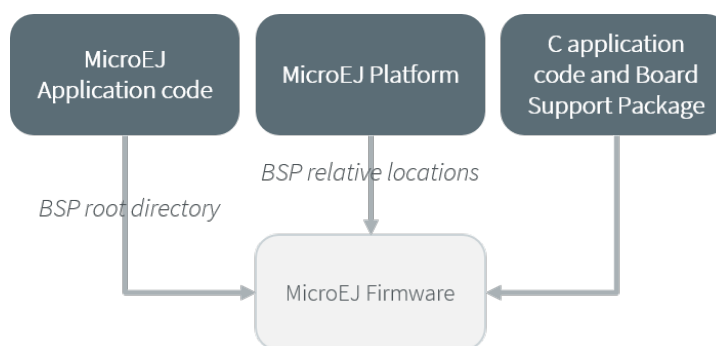 MicroEJ
Application code
MicroEJ Platform
C application
code and Board
Support Package
BSP relative locations
BSP root directory
MicroEJ Firmware